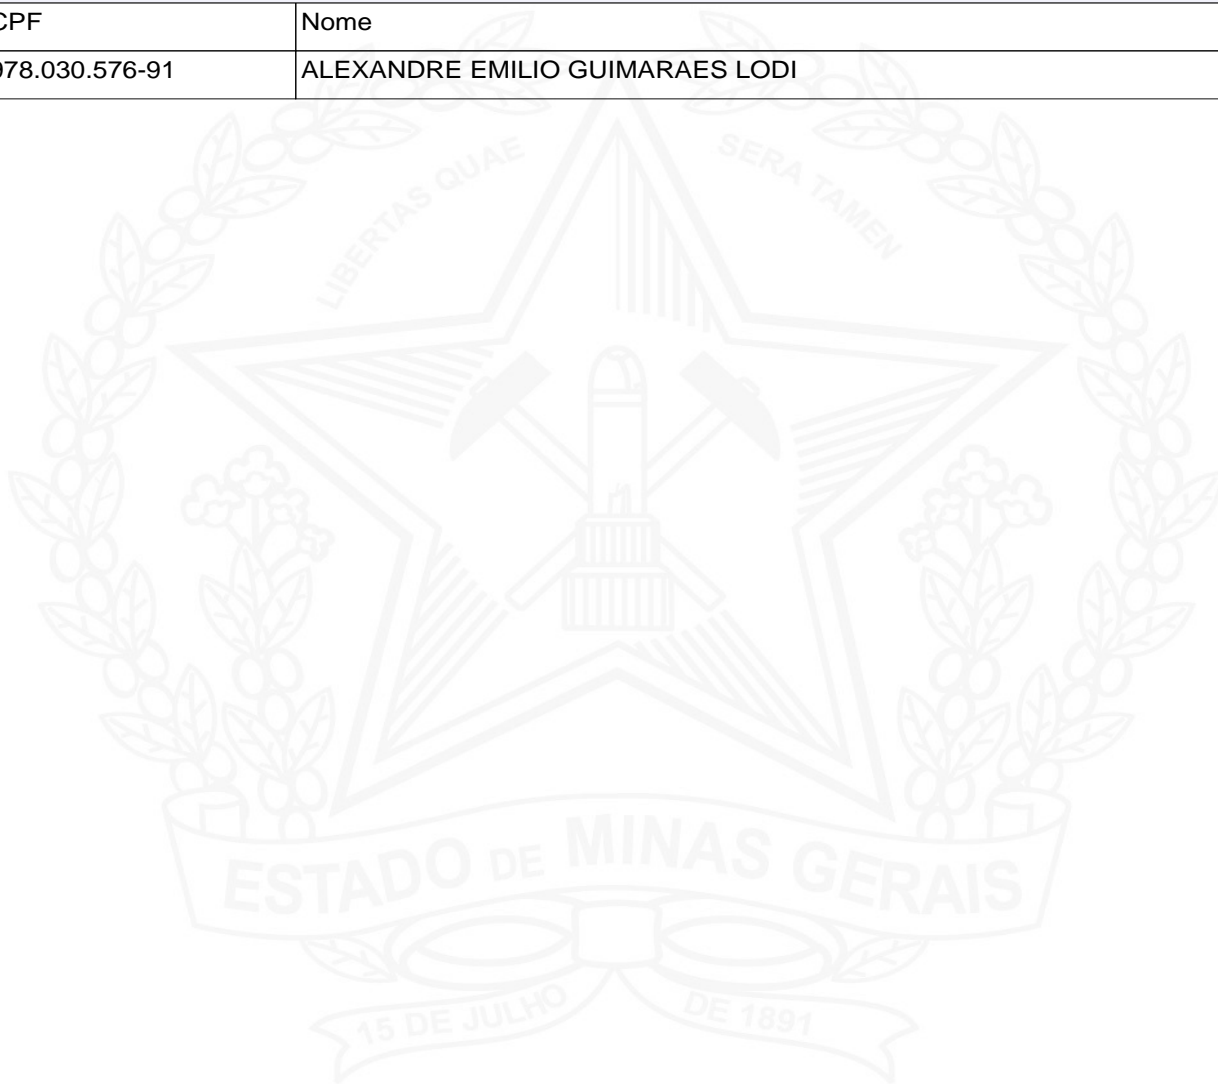 CPF Nome
978.030.576-91 ALEXANDRE EMILIO GUIMARAES LODI
LIBERTAS QUAE SERA TAMEN
ESTADO DE MINAS GERAIS
15 DE JULHO DE 1891